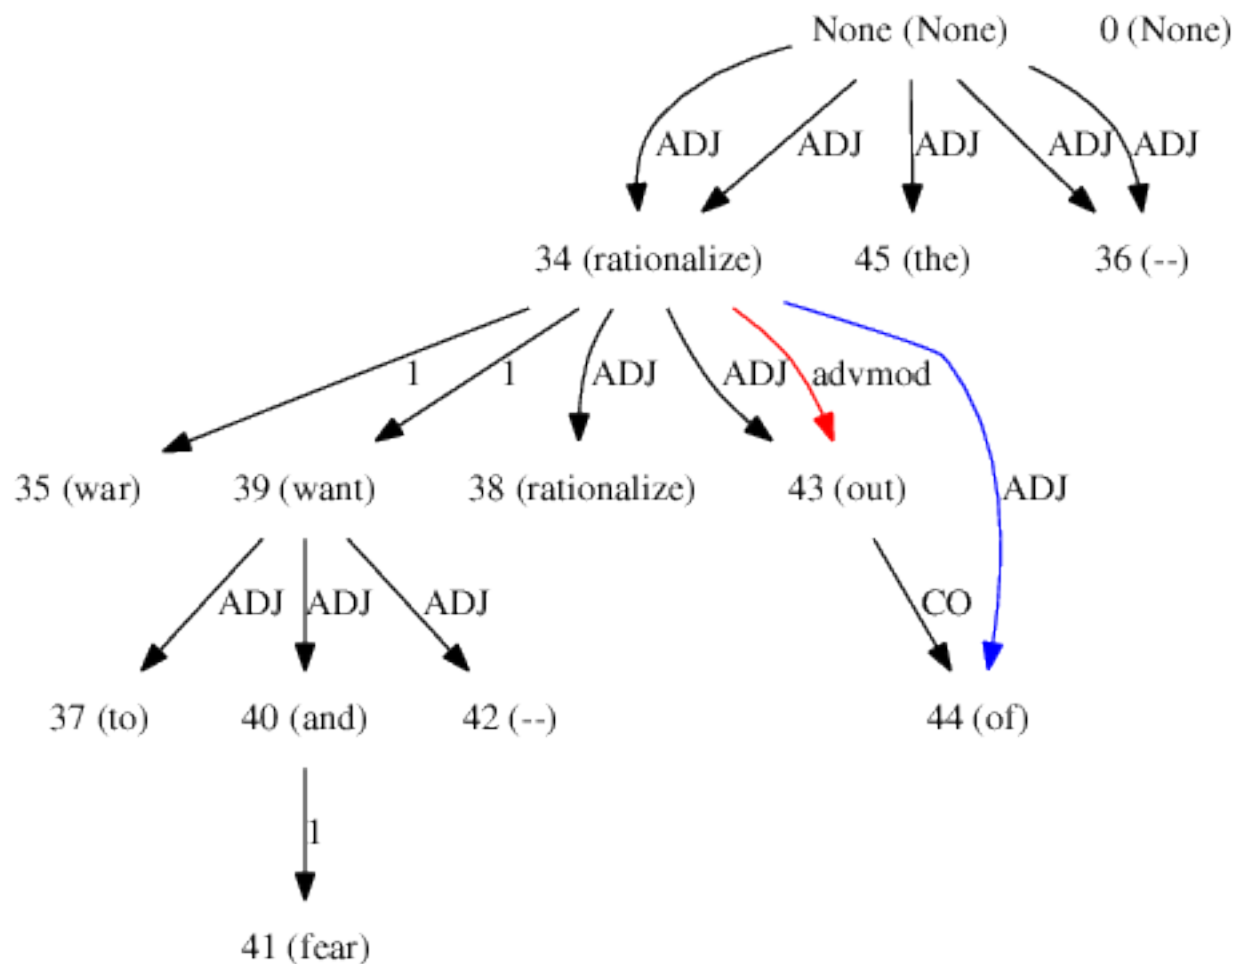 None (None) 0 (None)
ADJ ADJ ADJ ADJ ADJ
34 (rationalize) 45 (the) 36 (--)
1 1 ADJ ADJ advmod
35 (war) 39 (want) 38 (rationalize) 43 (out) ADJ
ADJ ADJ ADJ CO
37 (to) 40 (and) 42 (--) 44 (of)
1
41 (fear)